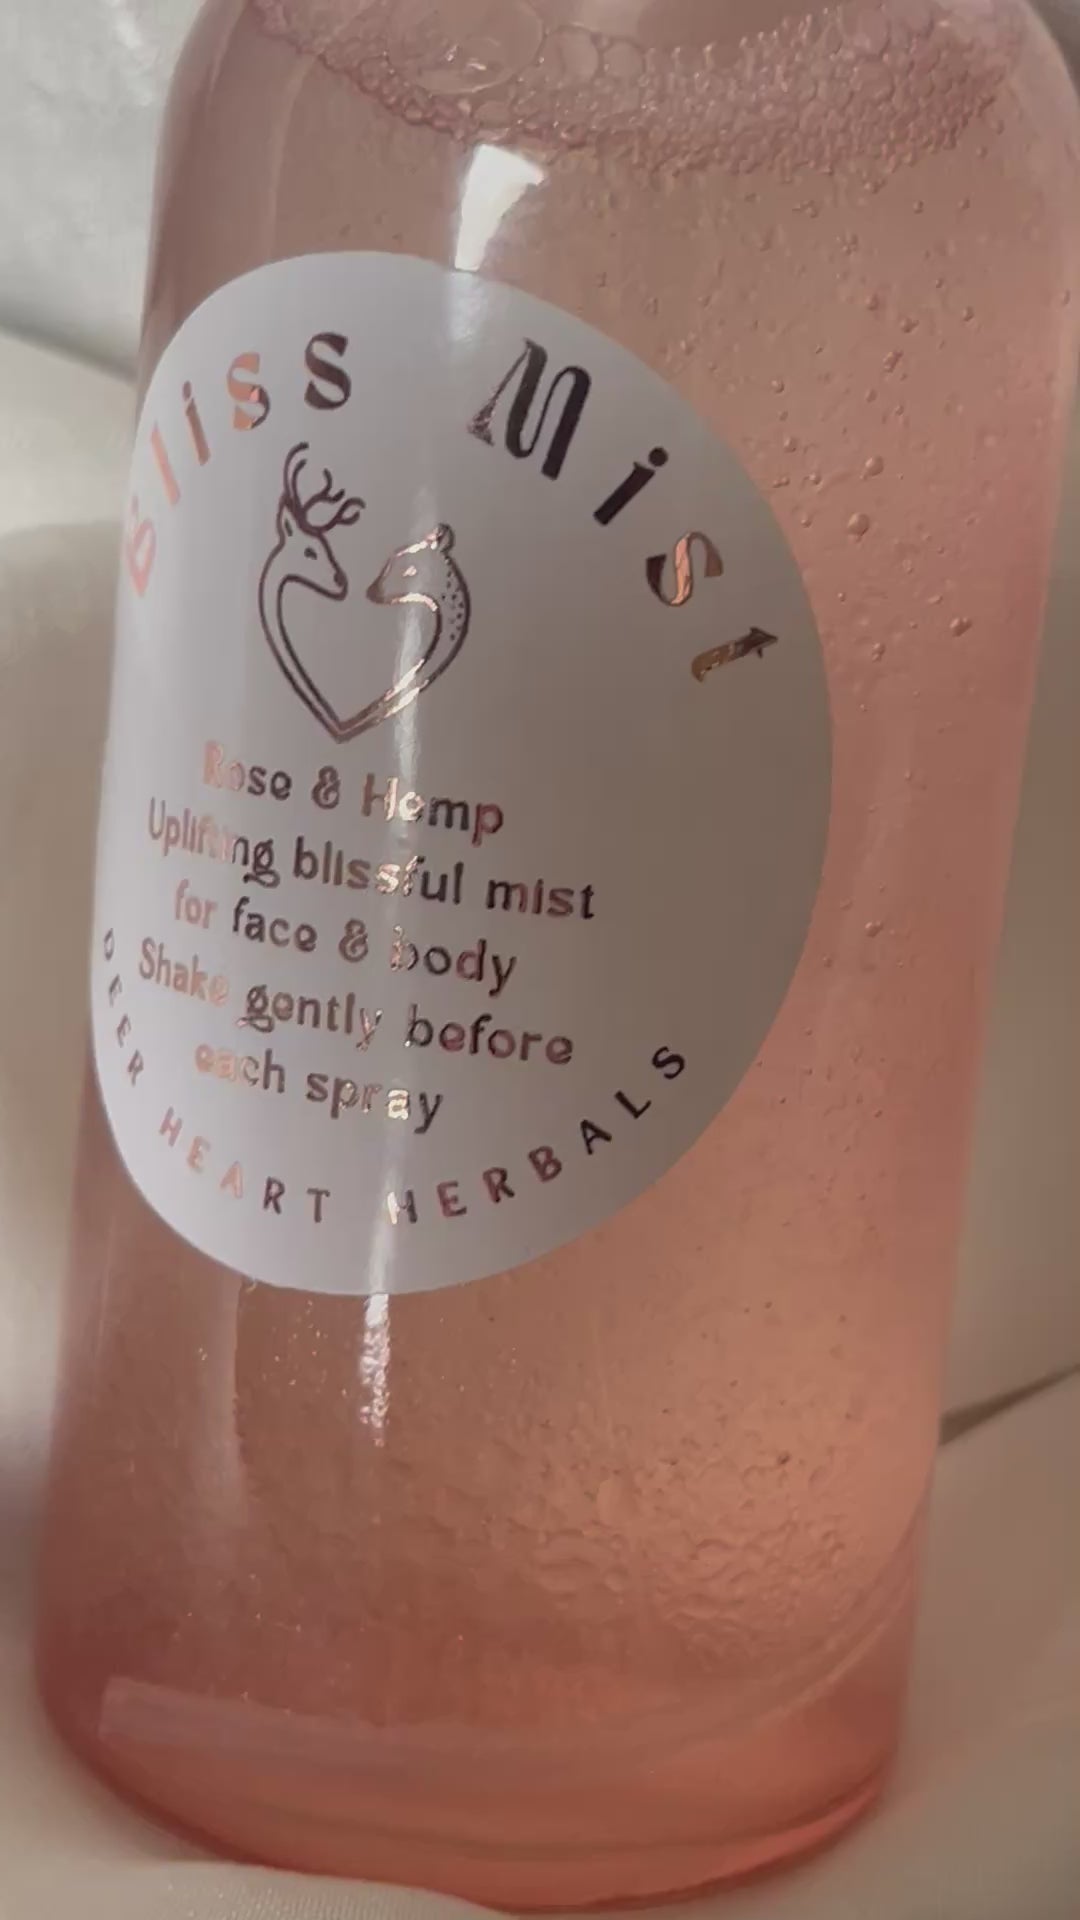 Bliss Mist
Rose & Hemp
Uplifting blissful mist
for face & body
Shake gently before
each spray
DEER HEART HERBALS